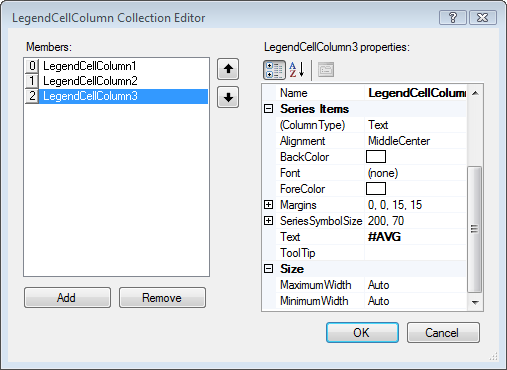 LegendCellColumn Collection Editor
Members:
0 LegendCellColumn1
1 LegendCellColumn2
2 LegendCellColumn3
Add Remove
LegendCellColumn3 properties:
Name LegendCellColumn
Series Items
(ColumnType) Text
Alignment MiddleCenter
BackColor
Font (none)
ForeColor
Margins 0, 0, 15, 15
SeriesSymbolSize 200, 70
Text #AVG
ToolTip
Size
MaximumWidth Auto
MinimumWidth Auto
OK Cancel